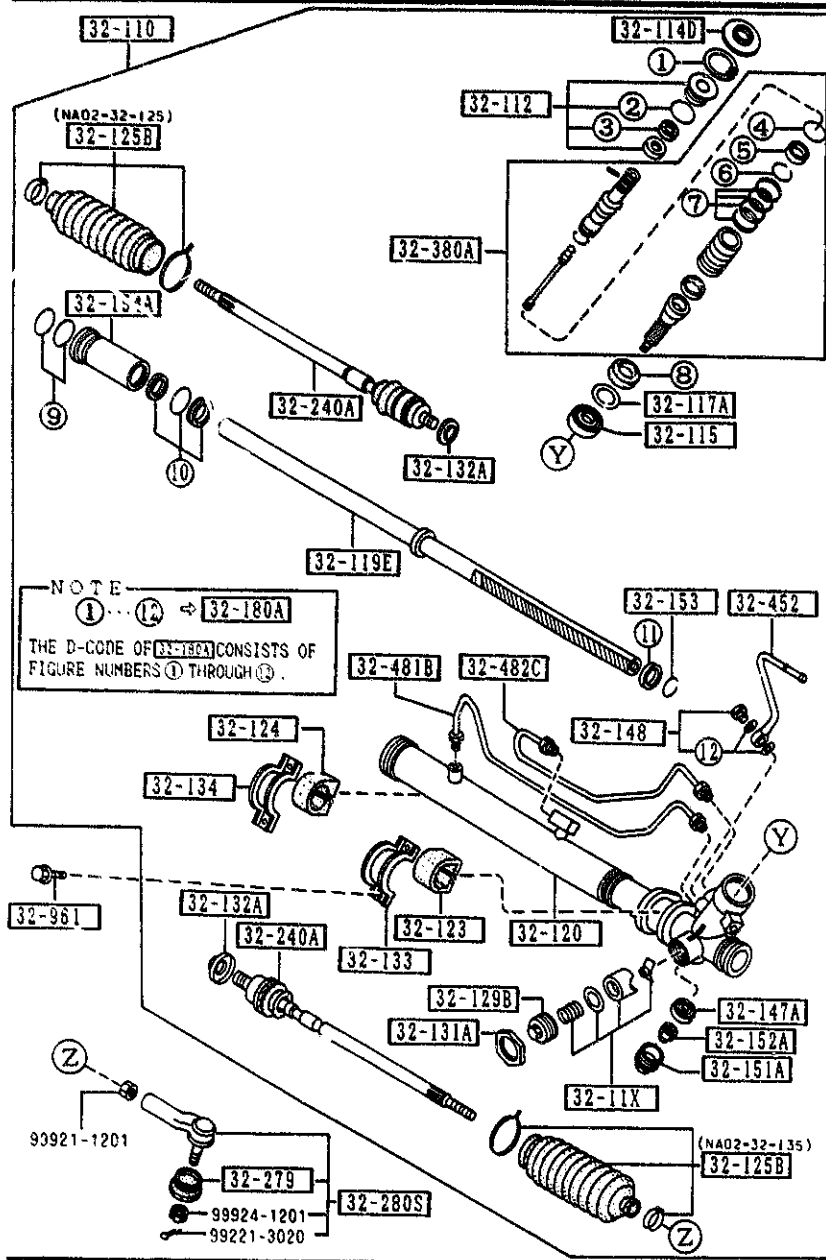 32-110
32-114D
①
32-112
②
③
(NA02-32-125)
32-125B
④
⑤
⑥
⑦
32-380A
32-154A
⑨
⑩
32-240A
32-132A
⑧
32-117A
32-115
Y
32-119E
NOTE
①···⑫ ⇨ 32-180A
THE D-CODE OF 32-180A CONSISTS OF
FIGURE NUMBERS ① THROUGH ⑫.
32-153
32-452
⑪
32-481B
32-482C
32-148
⑫
32-124
32-134
Y
32-961
32-132A
32-240A
32-123
32-133
32-120
32-129B
32-131A
32-147A
32-152A
32-151A
32-11X
Z
99921-1201
32-279
32-280S
99924-1201
99221-3020
(NA02-32-135)
32-125B
Z